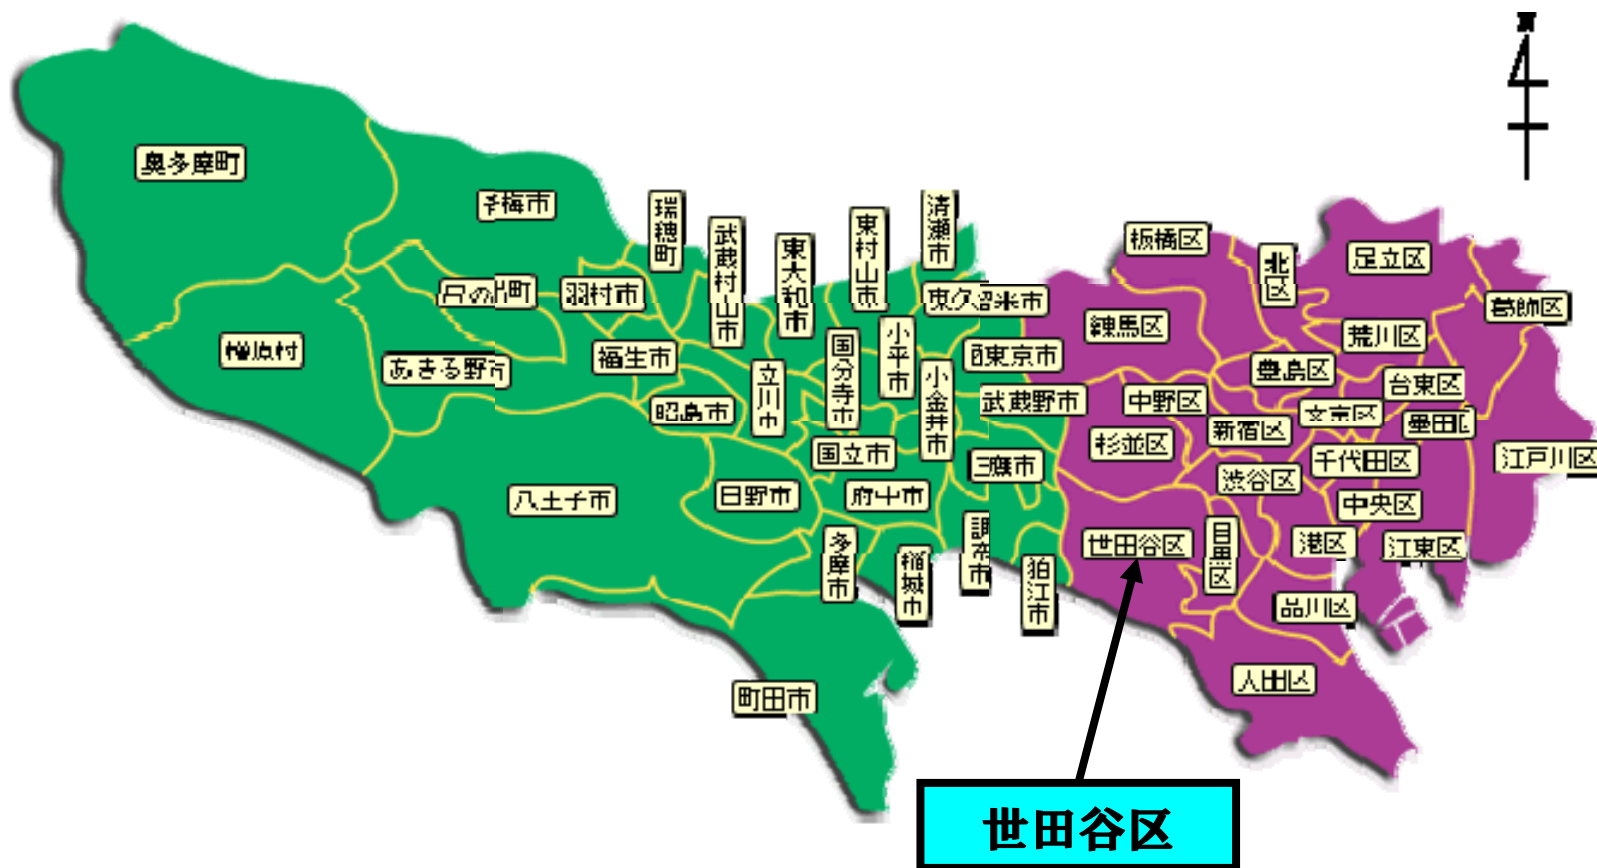 奥多摩町
青梅市
瑞穂町
武蔵村山市
東大和市
東村山市
清瀬市
板橋区
北区
足立区
日の出町
羽村市
東久留米市
葛飾区
練馬区
荒川区
檜原村
あきる野市
福生市
立川市
国分寺市
小平市
小金井市
西東京市
豊島区
台東区
昭島市
武蔵野市
中野区
文京区
墨田区
新宿区
杉並区
国立市
三鷹市
渋谷区
千代田区
江戸川区
八王子市
日野市
府中市
中央区
世田谷区
目黒区
港区
江東区
多摩市
稲城市
調布市
狛江市
品川区
大田区
町田市
世田谷区